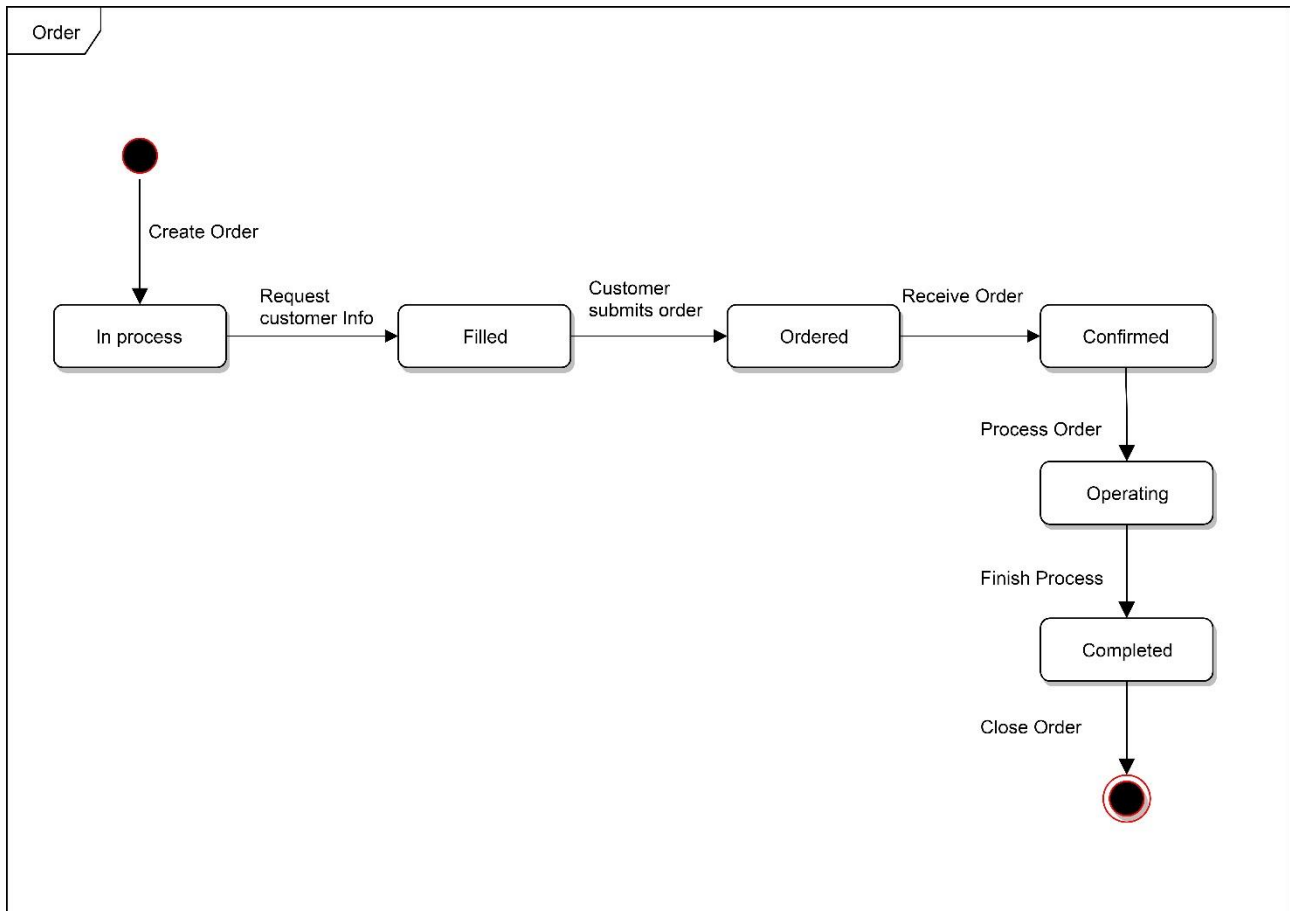 Order
Create Order
Request
customer Info
Customer
submits order
Receive Order
In process
Filled
Ordered
Confirmed
Process Order
Operating
Finish Process
Completed
Close Order